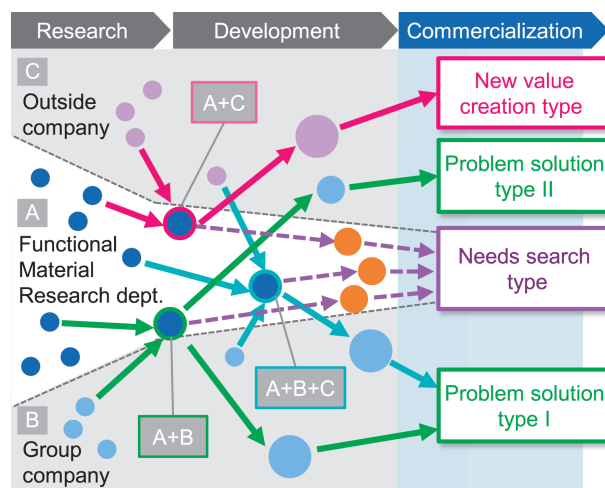 Research
Development
Commercialization
C
Outside
company
A+C
New value
creation type
Problem solution
type II
A
Functional
Material
Research dept.
Needs search
type
A+B+C
A+B
B
Group
company
Problem solution
type I